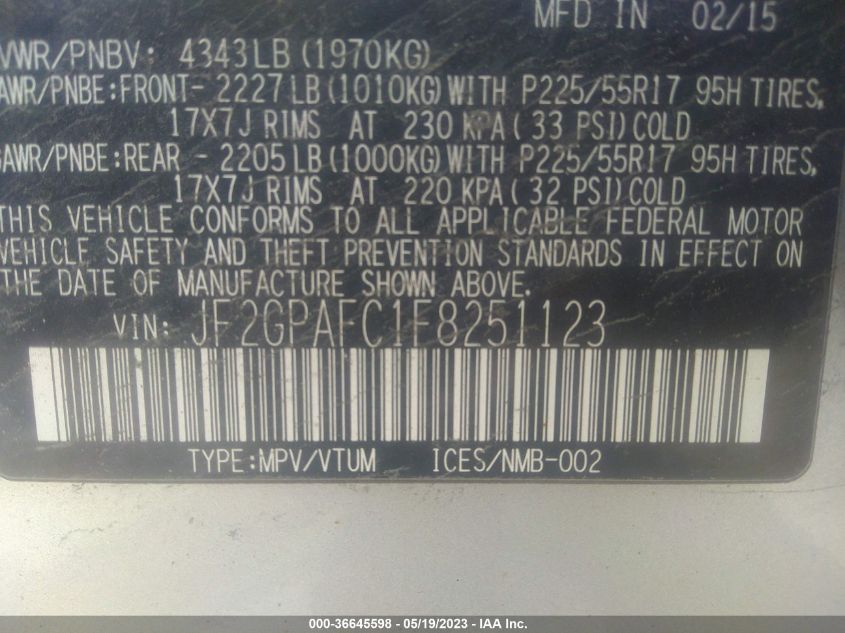 MFD IN 02/15
VWR/PNBV: 4343LB(1970KG)
AWR/PNBE:FRONT-2227LB(1010KG)WITH P225/55R17 95H TIRES,
17X7J RIMS AT 230 KPA(33 PSI)COLD
GAWR/PNBE:REAR -2205LB(1000KG)WITH P225/55R17 95H TIRES,
17X7J RIMS AT 220 KPA(32 PSI)COLD
THIS VEHICLE CONFORMS TO ALL APPLICABLE FEDERAL MOTOR
VEHICLE SAFETY AND THEFT PREVENTION STANDARDS IN EFFECT ON
THE DATE OF MANUFACTURE SHOWN ABOVE.
VIN: JF2GPAFC1F8251123
TYPE:MPV/VTUM ICES/NMB-002
000-36645598 - 05/19/2023 - IAA Inc.